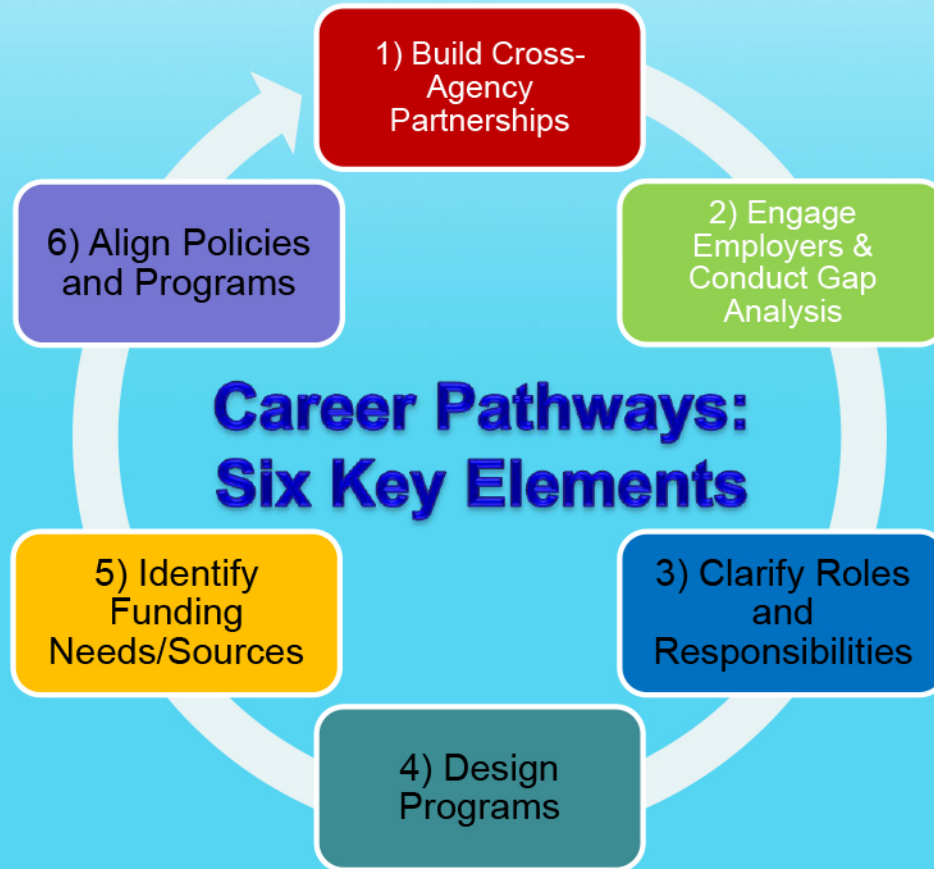 1) Build Cross-
Agency
Partnerships
2) Engage
Employers &
Conduct Gap
Analysis
3) Clarify Roles
and
Responsibilities
4) Design
Programs
5) Identify
Funding
Needs/Sources
6) Align Policies
and Programs
Career Pathways:
Six Key Elements